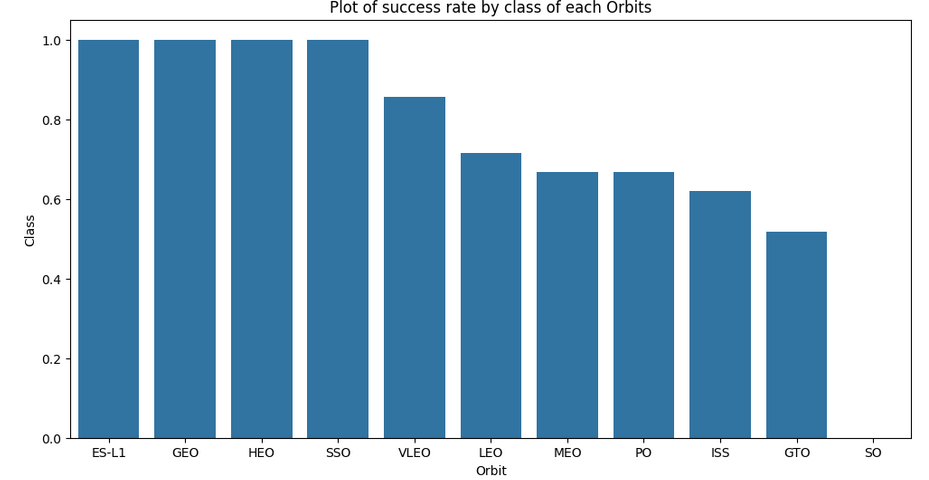 Plot of success rate by class of each Orbits
1.0
0.8
0.6
0.4
0.2
0.0
Class
ES-L1 GEO HEO SSO VLEO LEO MEO PO ISS GTO SO
Orbit